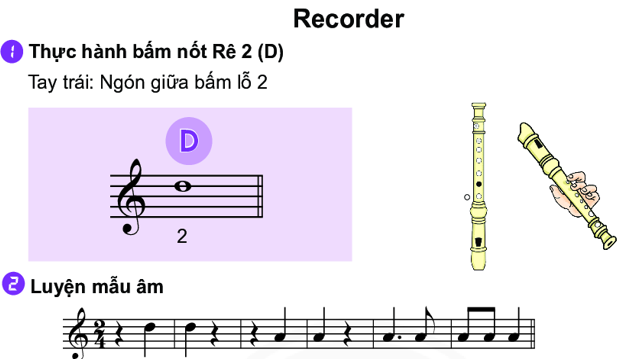 Recorder
1 Thực hành bấm nốt Rê 2 (D)
Tay trái: Ngón giữa bấm lỗ 2
D
2
2 Luyện mẫu âm
2
4